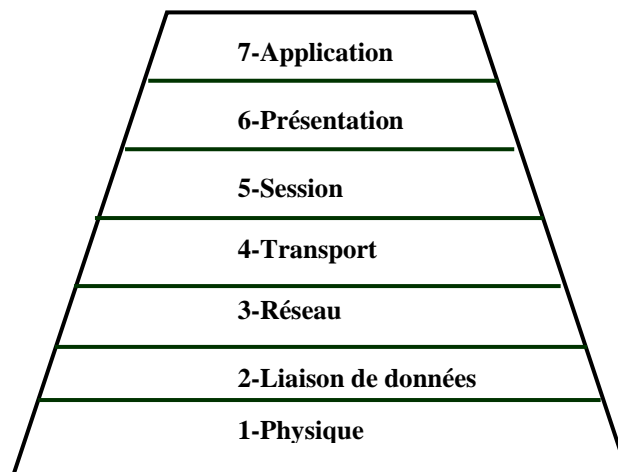 7-Application
6-Présentation
5-Session
4-Transport
3-Réseau
2-Liaison de données
1-Physique